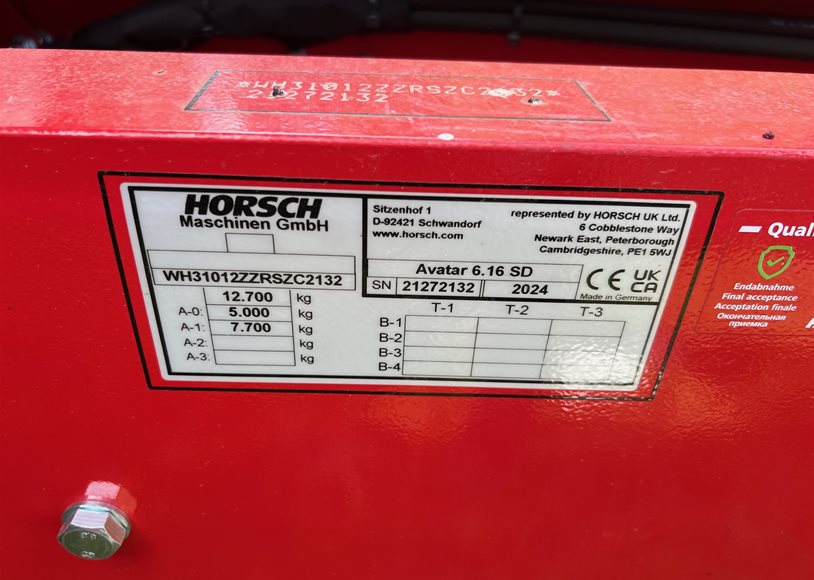 *WH31012ZZRSZC2132*
21272132
HORSCH
Maschinen GmbH
WH31012ZZRSZC2132
12.700 kg
A-0: 5.000 kg
A-1: 7.700 kg
A-2: kg
A-3: kg
Sitzenhof 1
D-92421 Schwandorf
www.horsch.com
represented by HORSCH UK Ltd.
6 Cobblestone Way
Newark East, Peterborough
Cambridgeshire, PE1 5WJ
Avatar 6.16 SD
SN 21272132 2024
CE UK CA
Made in Germany
T-1 T-2 T-3
B-1
B-2
B-3
B-4
Endabnahme
Final acceptance
Acceptation finale
Окончательная
приемка